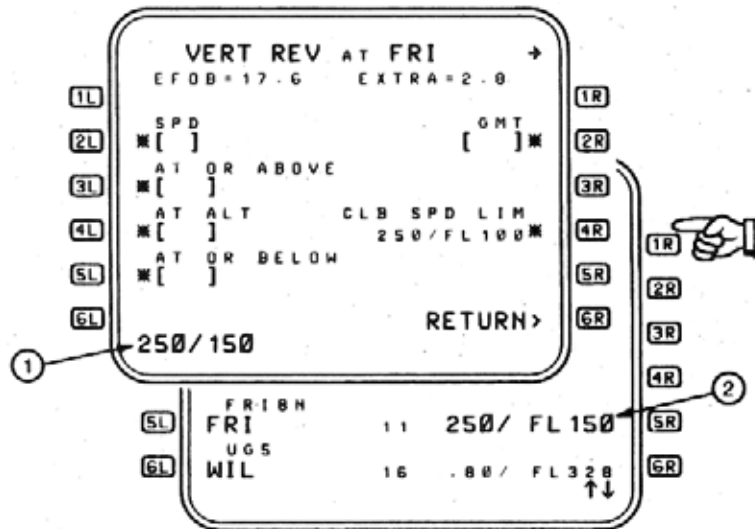 VERT REV AT FRI →
EFOB=17.6 EXTRA=2.8
1L 1R
SPD GMT
2L *[ ] [ ]* 2R
AT OR ABOVE
3L *[ ] 3R
AT ALT CLB SPD LIM
4L *[ ] 250/FL100* 4R
1R
AT OR BELOW
5L *[ ] 5R
2R
6L RETURN> 6R
3R
250/150
1
4R
2
FRIBN
5L FRI 11 250/ FL150 5R
UG5
6L WIL 16 .80/ FL328 6R
↑↓